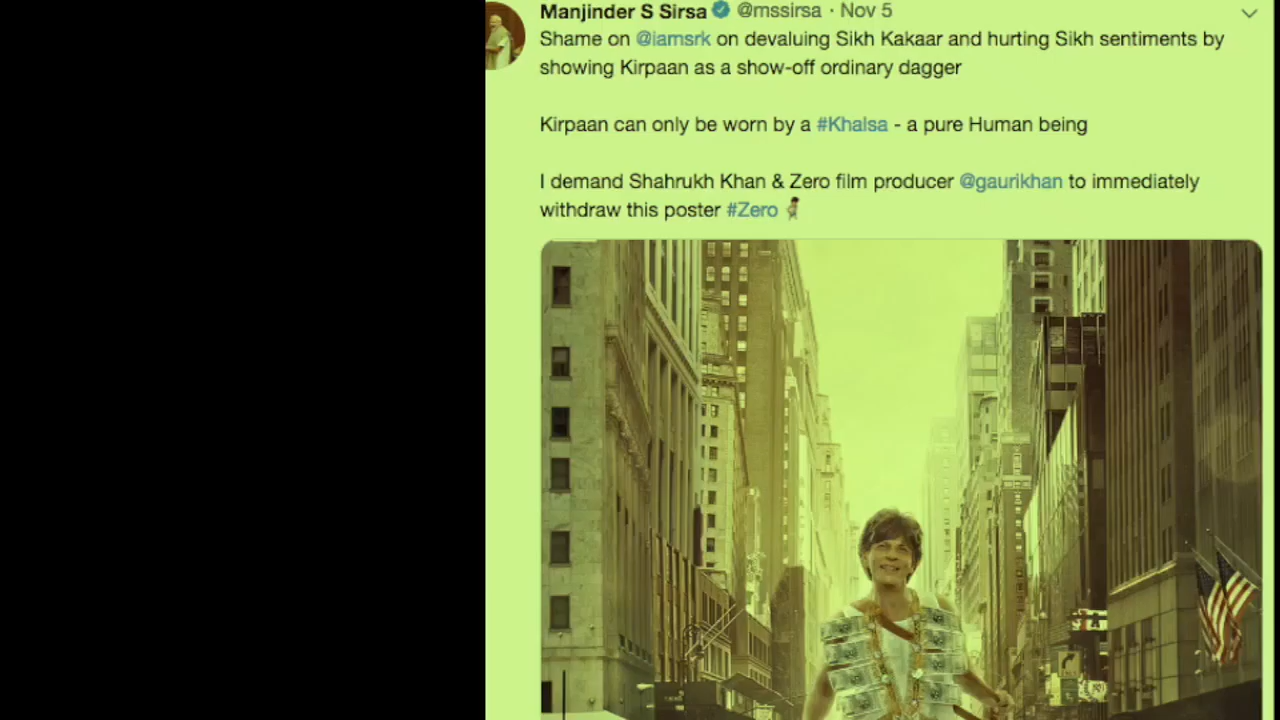 Manjinder S Sirsa @mssirsa · Nov 5
Shame on @iamsrk on devaluing Sikh Kakaar and hurting Sikh sentiments by
showing Kirpaan as a show-off ordinary dagger
Kirpaan can only be worn by a #Khalsa - a pure Human being
I demand Shahrukh Khan & Zero film producer @gaurikhan to immediately
withdraw this poster #Zero